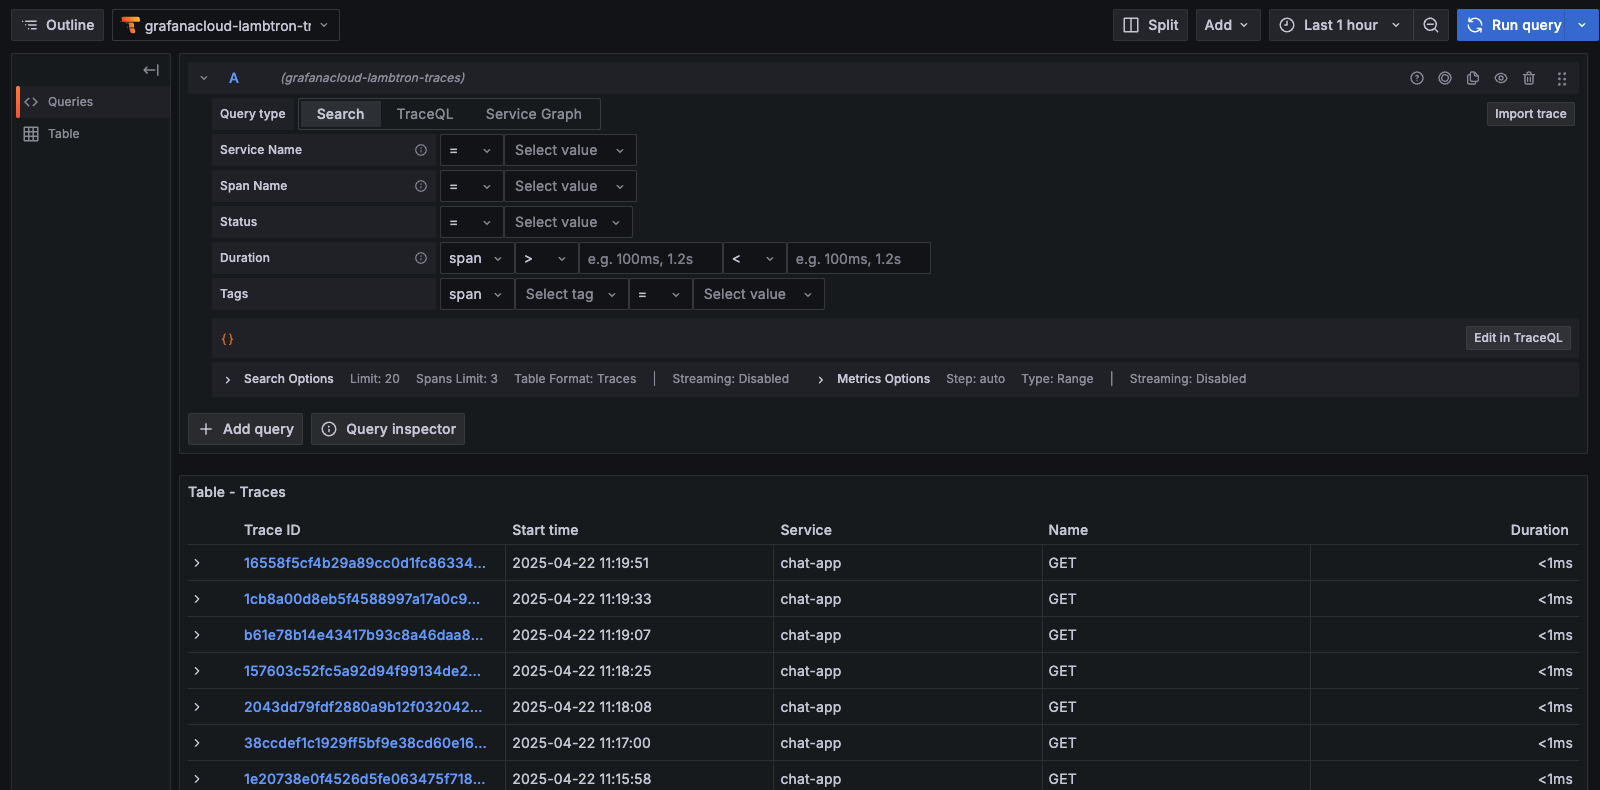 Outline grafanacloud-lambtron-tr Split Add Last 1 hour Run query
A (grafanacloud-lambtron-traces)
Queries
Table
Query type Search TraceQL Service Graph Import trace
Service Name = Select value
Span Name = Select value
Status = Select value
Duration span > e.g. 100ms, 1.2s < e.g. 100ms, 1.2s
Tags span Select tag = Select value
{} Edit in TraceQL
Search Options Limit: 20 Spans Limit: 3 Table Format: Traces | Streaming: Disabled Metrics Options Step: auto Type: Range | Streaming: Disabled
+ Add query Query inspector
Table - Traces
Trace ID Start time Service Name Duration
16558f5cf4b29a89cc0d1fc86334... 2025-04-22 11:19:51 chat-app GET <1ms
1cb8a00d8eb5f4588997a17a0c9... 2025-04-22 11:19:33 chat-app GET <1ms
b61e78b14e43417b93c8a46daa8... 2025-04-22 11:19:07 chat-app GET <1ms
157603c52fc5a92d94f99134de2... 2025-04-22 11:18:25 chat-app GET <1ms
2043dd79fdf2880a9b12f032042... 2025-04-22 11:18:08 chat-app GET <1ms
38ccdef1c1929ff5bf9e38cd60e16... 2025-04-22 11:17:00 chat-app GET <1ms
1e20738e0f4526d5fe063475f718... 2025-04-22 11:15:58 chat-app GET <1ms